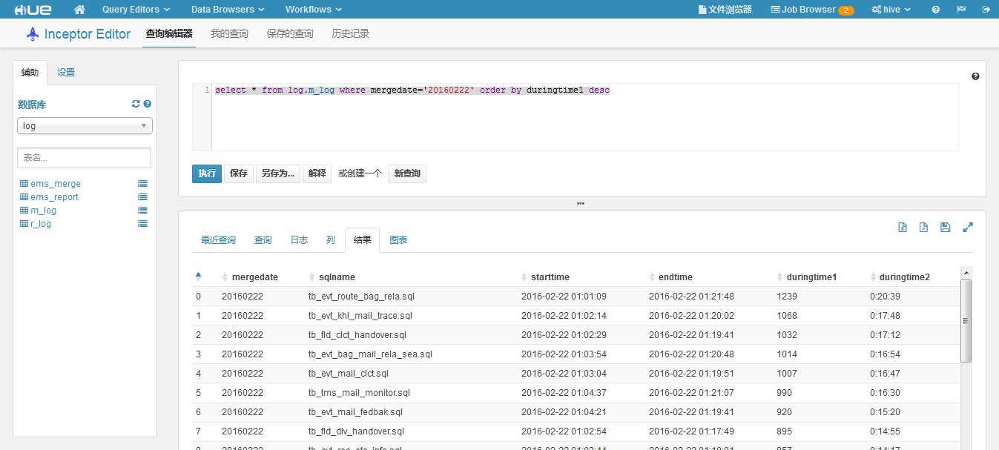 HUE Query Editors Data Browsers Workflows 文件浏览器 Job Browser 2 hive
Inceptor Editor 查询编辑器 我的查询 保存的查询 历史记录
辅助 设置
数据库
log
表名...
ems_merge
ems_report
m_log
r_log
1 select * from log.m_log where mergedate='20160222' order by duringtime1 desc
执行 保存 另存为... 解释 或创建一个 新查询
最近查询 查询 日志 列 结果 图表
mergedate sqlname starttime endtime duringtime1 duringtime2
0 20160222 tb_evt_route_bag_rela.sql 2016-02-22 01:01:09 2016-02-22 01:21:48 1239 0:20:39
1 20160222 tb_evt_khl_mail_trace.sql 2016-02-22 01:02:14 2016-02-22 01:20:02 1068 0:17:48
2 20160222 tb_fld_clct_handover.sql 2016-02-22 01:02:29 2016-02-22 01:19:41 1032 0:17:12
3 20160222 tb_evt_bag_mail_rela_sea.sql 2016-02-22 01:03:54 2016-02-22 01:20:48 1014 0:16:54
4 20160222 tb_evt_mail_clct.sql 2016-02-22 01:03:04 2016-02-22 01:19:51 1007 0:16:47
5 20160222 tb_tms_mail_monitor.sql 2016-02-22 01:04:37 2016-02-22 01:21:07 990 0:16:30
6 20160222 tb_evt_mail_fedbak.sql 2016-02-22 01:04:21 2016-02-22 01:19:41 920 0:15:20
7 20160222 tb_fld_dlv_handover.sql 2016-02-22 01:02:54 2016-02-22 01:17:49 895 0:14:55
8 20160222